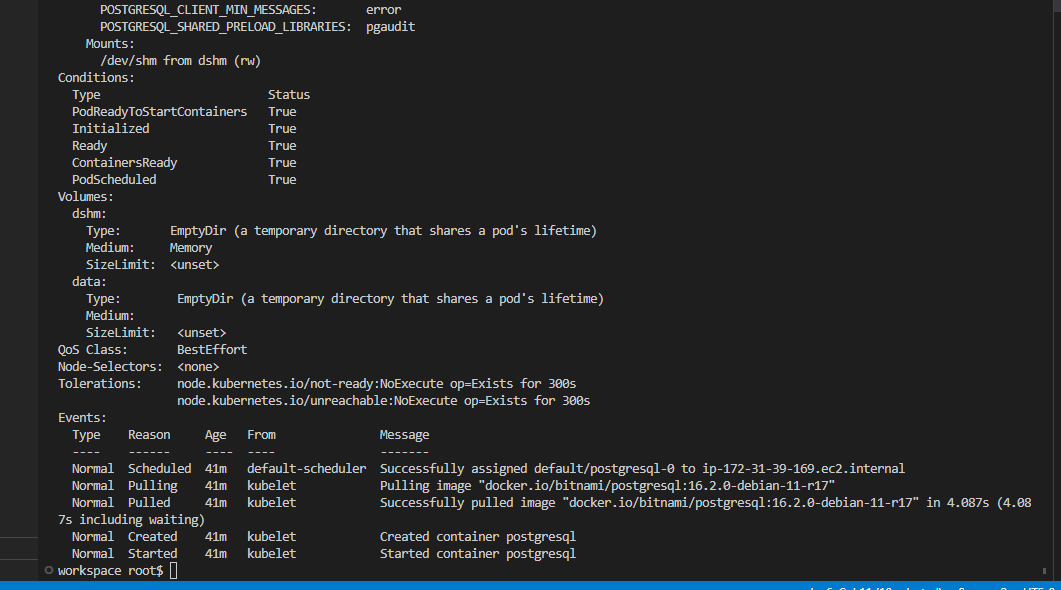 POSTGRESQL_CLIENT_MIN_MESSAGES:       error
POSTGRESQL_SHARED_PRELOAD_LIBRARIES:  pgaudit
Mounts:
/dev/shm from dshm (rw)
Conditions:
Type                        Status
PodReadyToStartContainers   True
Initialized                 True
Ready                       True
ContainersReady             True
PodScheduled                True
Volumes:
dshm:
Type:       EmptyDir (a temporary directory that shares a pod's lifetime)
Medium:     Memory
SizeLimit:  <unset>
data:
Type:        EmptyDir (a temporary directory that shares a pod's lifetime)
Medium:
SizeLimit:   <unset>
QoS Class:       BestEffort
Node-Selectors:  <none>
Tolerations:     node.kubernetes.io/not-ready:NoExecute op=Exists for 300s
node.kubernetes.io/unreachable:NoExecute op=Exists for 300s
Events:
Type    Reason     Age   From               Message
----    ------     ----  ----               -------
Normal  Scheduled  41m   default-scheduler  Successfully assigned default/postgresql-0 to ip-172-31-39-169.ec2.internal
Normal  Pulling    41m   kubelet            Pulling image "docker.io/bitnami/postgresql:16.2.0-debian-11-r17"
Normal  Pulled     41m   kubelet            Successfully pulled image "docker.io/bitnami/postgresql:16.2.0-debian-11-r17" in 4.087s (4.08
7s including waiting)
Normal  Created    41m   kubelet            Created container postgresql
Normal  Started    41m   kubelet            Started container postgresql
workspace root$